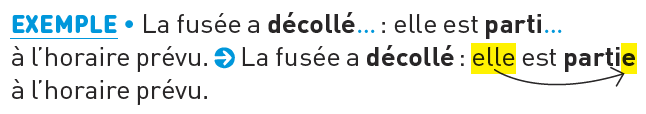 EXEMPLE • La fusée a décollé... : elle est parti...
à l'horaire prévu. ➲ La fusée a décollé : elle est partie
à l'horaire prévu.